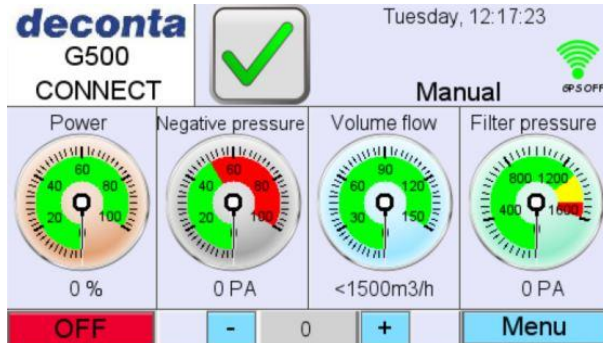 deconta
G500
CONNECT
Tuesday, 12:17:23
Manual
GPS OFF
Power
Negative pressure
Volume flow
Filter pressure
20 40 60 80 100
20 40 60 80 100
30 60 90 120 150
400 800 1200 1600
0 %
0 PA
<1500m3/h
0 PA
OFF
-
0
+
Menu